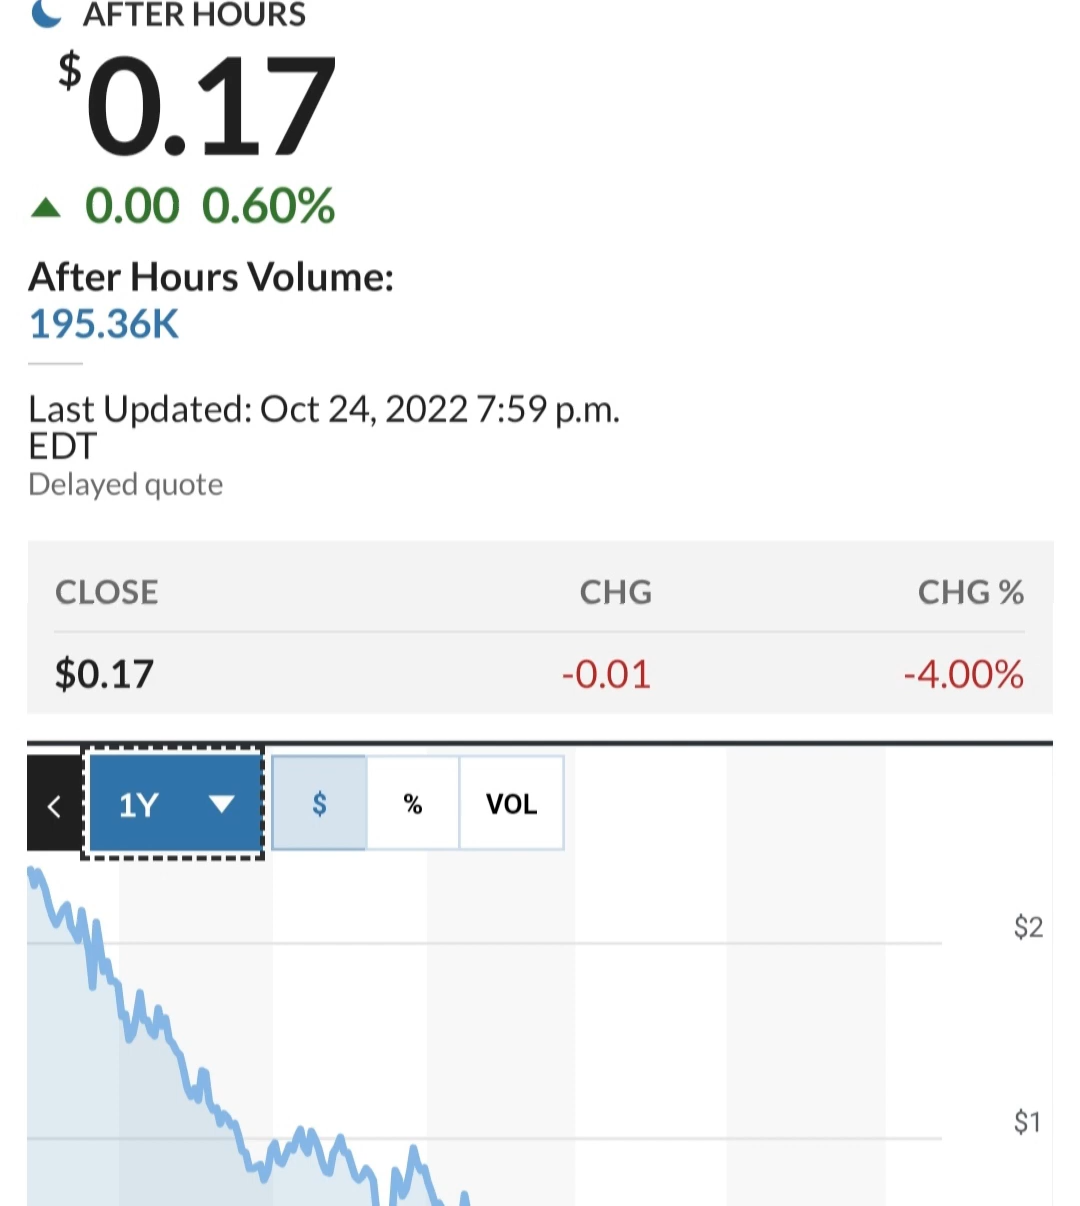 AFTER HOURS
$0.17
0.00 0.60%
After Hours Volume:
195.36K
Last Updated: Oct 24, 2022 7:59 p.m.
EDT
Delayed quote
CLOSE CHG CHG %
$0.17 -0.01 -4.00%
1Y $ % VOL
$2
$1